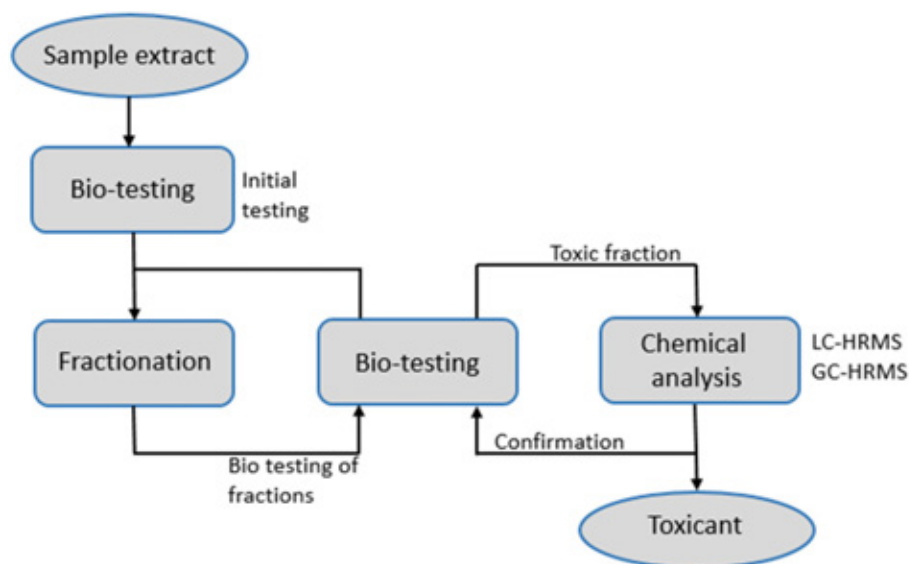 Sample extract
Bio-testing
Initial
testing
Toxic fraction
Fractionation
Bio-testing
Chemical
analysis
LC-HRMS
GC-HRMS
Confirmation
Bio testing of
fractions
Toxicant